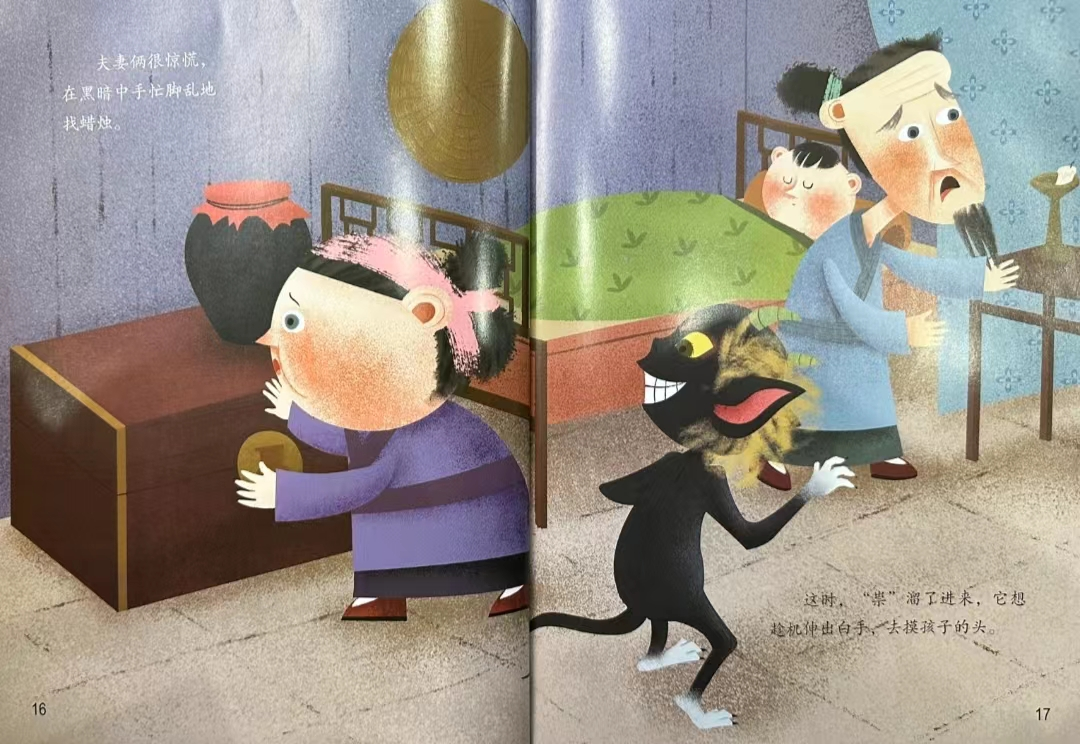 夫妻俩很惊慌，
在黑暗中手忙脚乱地
找蜡烛。
这时，“祟”溜了进来，它想
趁机伸出白手，去摸孩子的头。
16
17